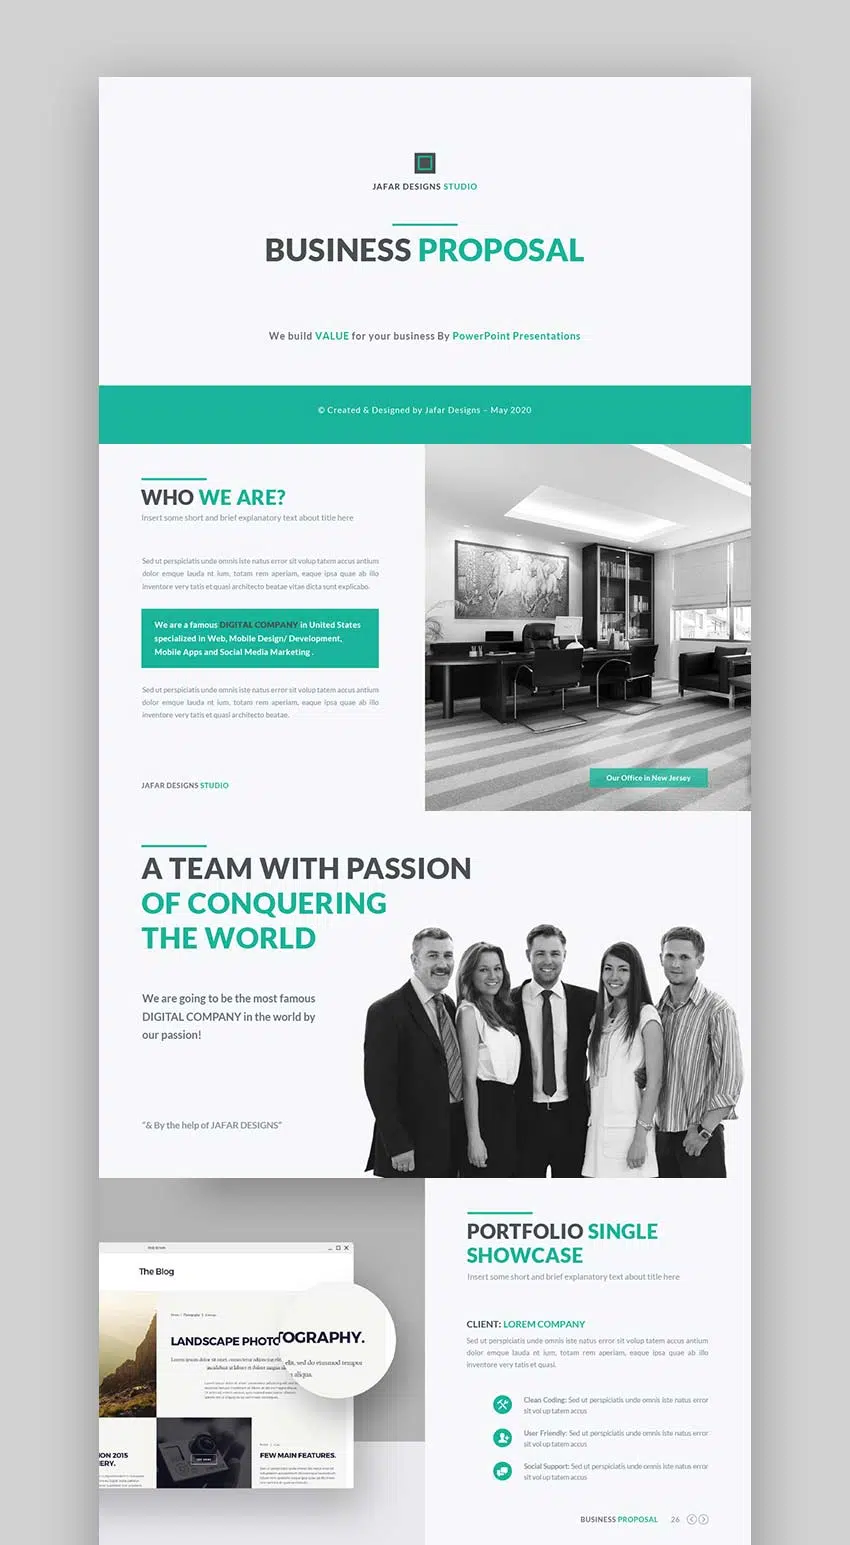 JAFAR DESIGNS STUDIO
BUSINESS PROPOSAL
We build VALUE for your business By PowerPoint Presentations
© Created & Designed by Jafar Designs – May 2020
WHO WE ARE?
Insert some short and brief explanatory text about title here
Sed ut perspiciatis unde omnis iste natus error sit volup tatem accus antium
dolor emque lauda nt ium, totam rem aperiam, eaque ipsa quae ab illo
inventore very tatis et quasi architecto beatae vitae dicta sunt explicabo.
We are a famous DIGITAL COMPANY in United States
specialized in Web, Mobile Design/ Development,
Mobile Apps and Social Media Marketing .
Sed ut perspiciatis unde omnis iste natus error sit volup tatem accus antium
dolor emque lauda nt ium, totam rem aperiam, eaque ipsa quae ab illo
inventore very tatis et quasi architecto beatae.
JAFAR DESIGNS STUDIO
Our Office in New Jersey
A TEAM WITH PASSION
OF CONQUERING
THE WORLD
We are going to be the most famous
DIGITAL COMPANY in the world by
our passion!
“& By the help of JAFAR DESIGNS”
The Blog
LANDSCAPE PHOTO
TOGRAPHY.
elit, sed do eiusmod tempor
aliqua.
ION 2015
ERY.
FEW MAIN FEATURES.
PORTFOLIO SINGLE
SHOWCASE
Insert some short and brief explanatory text about title here
CLIENT: LOREM COMPANY
Sed ut perspiciatis unde omnis iste natus error sit volup tatem accus antium
dolor emque lauda nt ium, totam rem aperiam, eaque ipsa quae ab illo
inventore very tatis et quasi.
Clean Coding: Sed ut perspiciatis unde omnis iste natus error
sit vol up tatem accus
User Friendly: Sed ut perspiciatis unde omnis iste natus error
sit vol up tatem accus
Social Support: Sed ut perspiciatis unde omnis iste natus error
sit vol up tatem accus
BUSINESS PROPOSAL 26